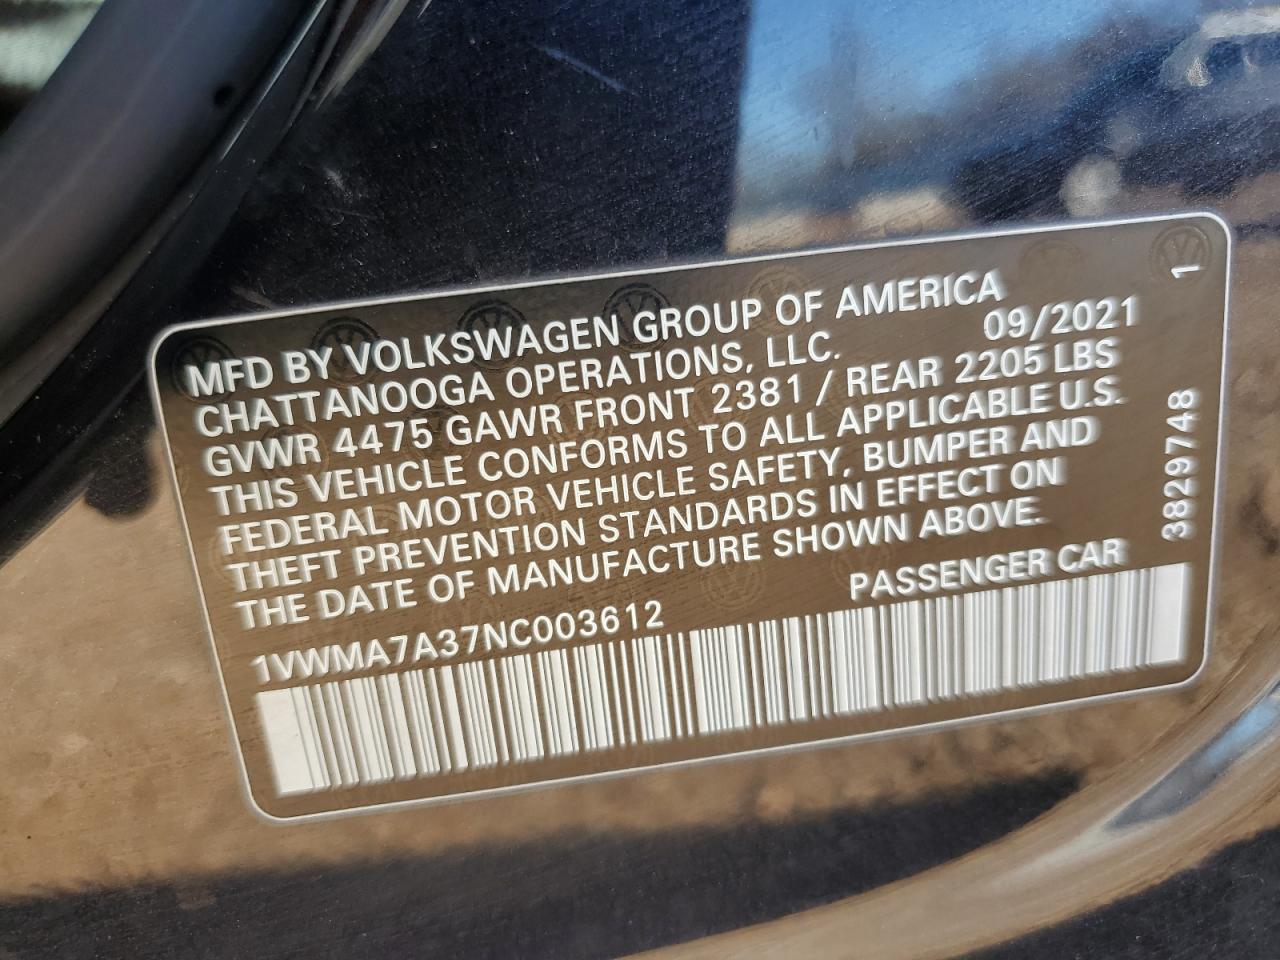 MFD BY VOLKSWAGEN GROUP OF AMERICA
CHATTANOOGA OPERATIONS, LLC. 09/2021
GVWR 4475 GAWR FRONT 2381 / REAR 2205 LBS
THIS VEHICLE CONFORMS TO ALL APPLICABLE U.S.
FEDERAL MOTOR VEHICLE SAFETY, BUMPER AND
THEFT PREVENTION STANDARDS IN EFFECT ON
THE DATE OF MANUFACTURE SHOWN ABOVE.
1VWMA7A37NC003612 PASSENGER CAR
3829748 1